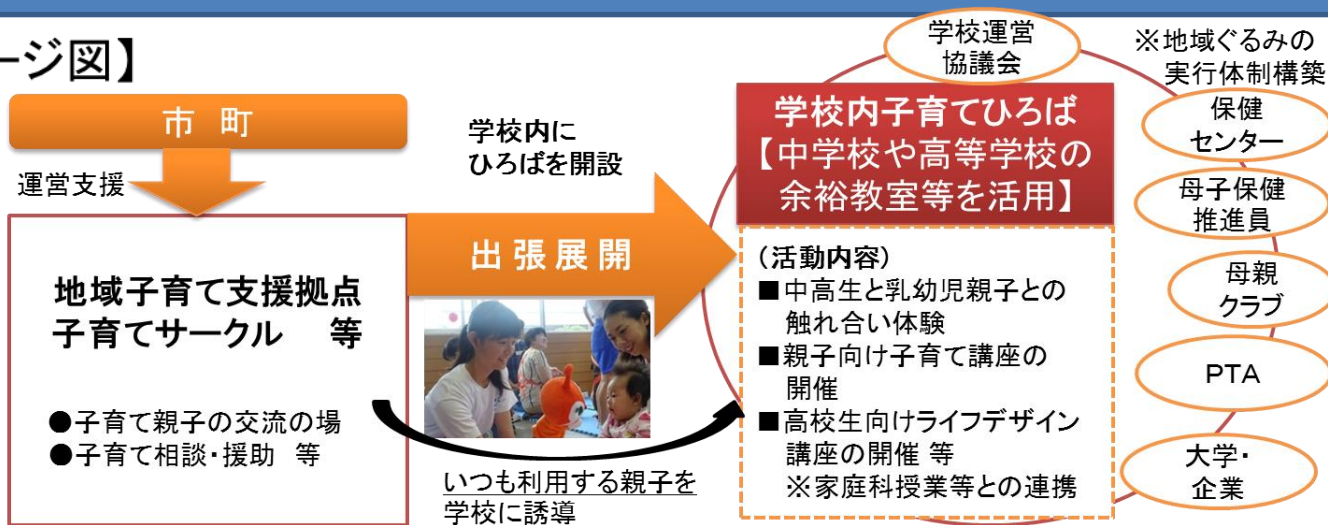 ージ図】
市 町
運営支援
地域子育て支援拠点
子育てサークル 等
●子育て親子の交流の場
●子育て相談・援助 等
学校内に
ひろばを開設
出張展開
いつも利用する親子を
学校に誘導
学校内子育てひろば
【中学校や高等学校の
余裕教室等を活用】
(活動内容)
■中高生と乳幼児親子との
触れ合い体験
■親子向け子育て講座の
開催
■高校生向けライフデザイン
講座の開催 等
※家庭科授業等との連携
学校運営
協議会
※地域ぐるみの
実行体制構築
保健
センター
母子保健
推進員
母親
クラブ
PTA
大学・
企業